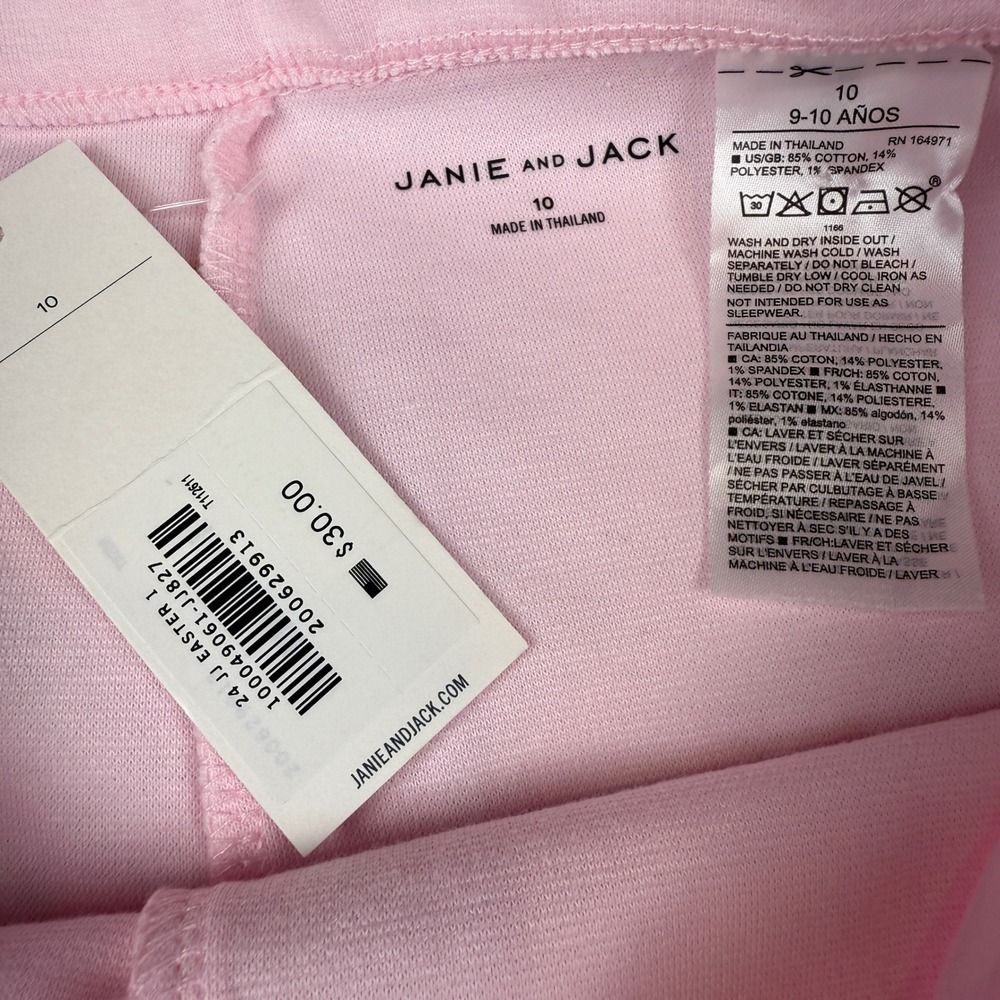 JANIE AND JACK
10
MADE IN THAILAND
10
9-10 AÑOS
MADE IN THAILAND RN 164971
US/GB: 85% COTTON, 14%
POLYESTER, 1% SPANDEX
30
1166
WASH AND DRY INSIDE OUT /
MACHINE WASH COLD / WASH
SEPARATELY / DO NOT BLEACH /
TUMBLE DRY LOW / COOL IRON AS
NEEDED / DO NOT DRY CLEAN
NOT INTENDED FOR USE AS
SLEEPWEAR.
FABRIQUE AU THAILAND / HECHO EN
TAILANDIA
CA: 85% COTON, 14% POLYESTER,
1% SPANDEX ■ FR/CH: 85% COTON,
14% POLYESTER, 1% ÉLASTHANNE ■
IT: 85% COTONE, 14% POLIESTERE,
1% ELASTAN ■ MX: 85% algodón, 14%
poliéster, 1% elastano
■ CA: LAVER ET SÉCHER SUR
L'ENVERS / LAVER À LA MACHINE À
L'EAU FROIDE / LAVER SÉPARÉMENT
/ NE PAS PASSER À L'EAU DE JAVEL /
SÉCHER PAR CULBUTAGE À BASSE
TEMPÉRATURE / REPASSAGE À
FROID, SI NÉCESSAIRE / NE PAS
NETTOYER À SEC S'IL Y A DES
MOTIFS ■ FR/CH:LAVER ET SÉCHER
SUR L'ENVERS / LAVER À LA
MACHINE À L'EAU FROIDE / LAVER
10
$30.00
2006629913
T112611
1000049061-JJ827
24 JJ EASTER 1
JANIEANDJACK.COM